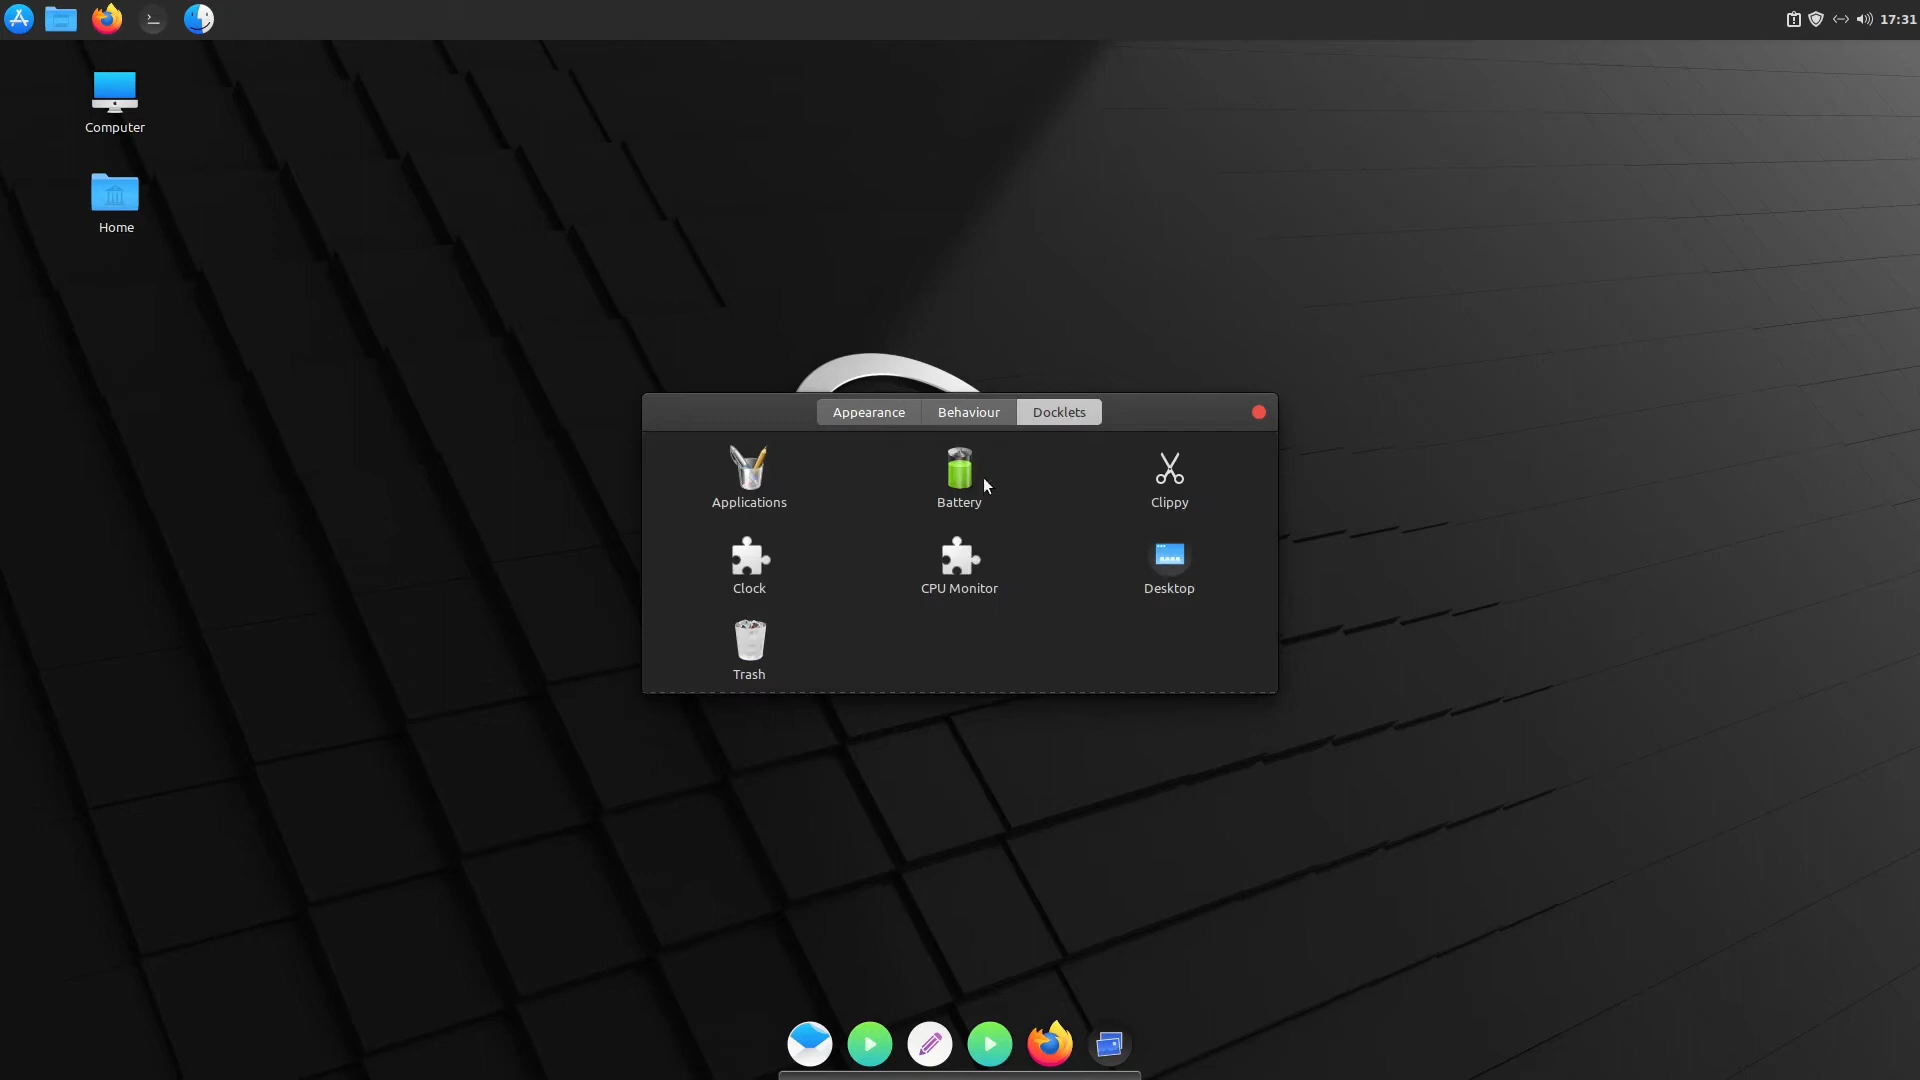 17:31
Computer
Home
Appearance Behaviour Docklets
Applications Battery Clippy
Clock CPU Monitor Desktop
Trash